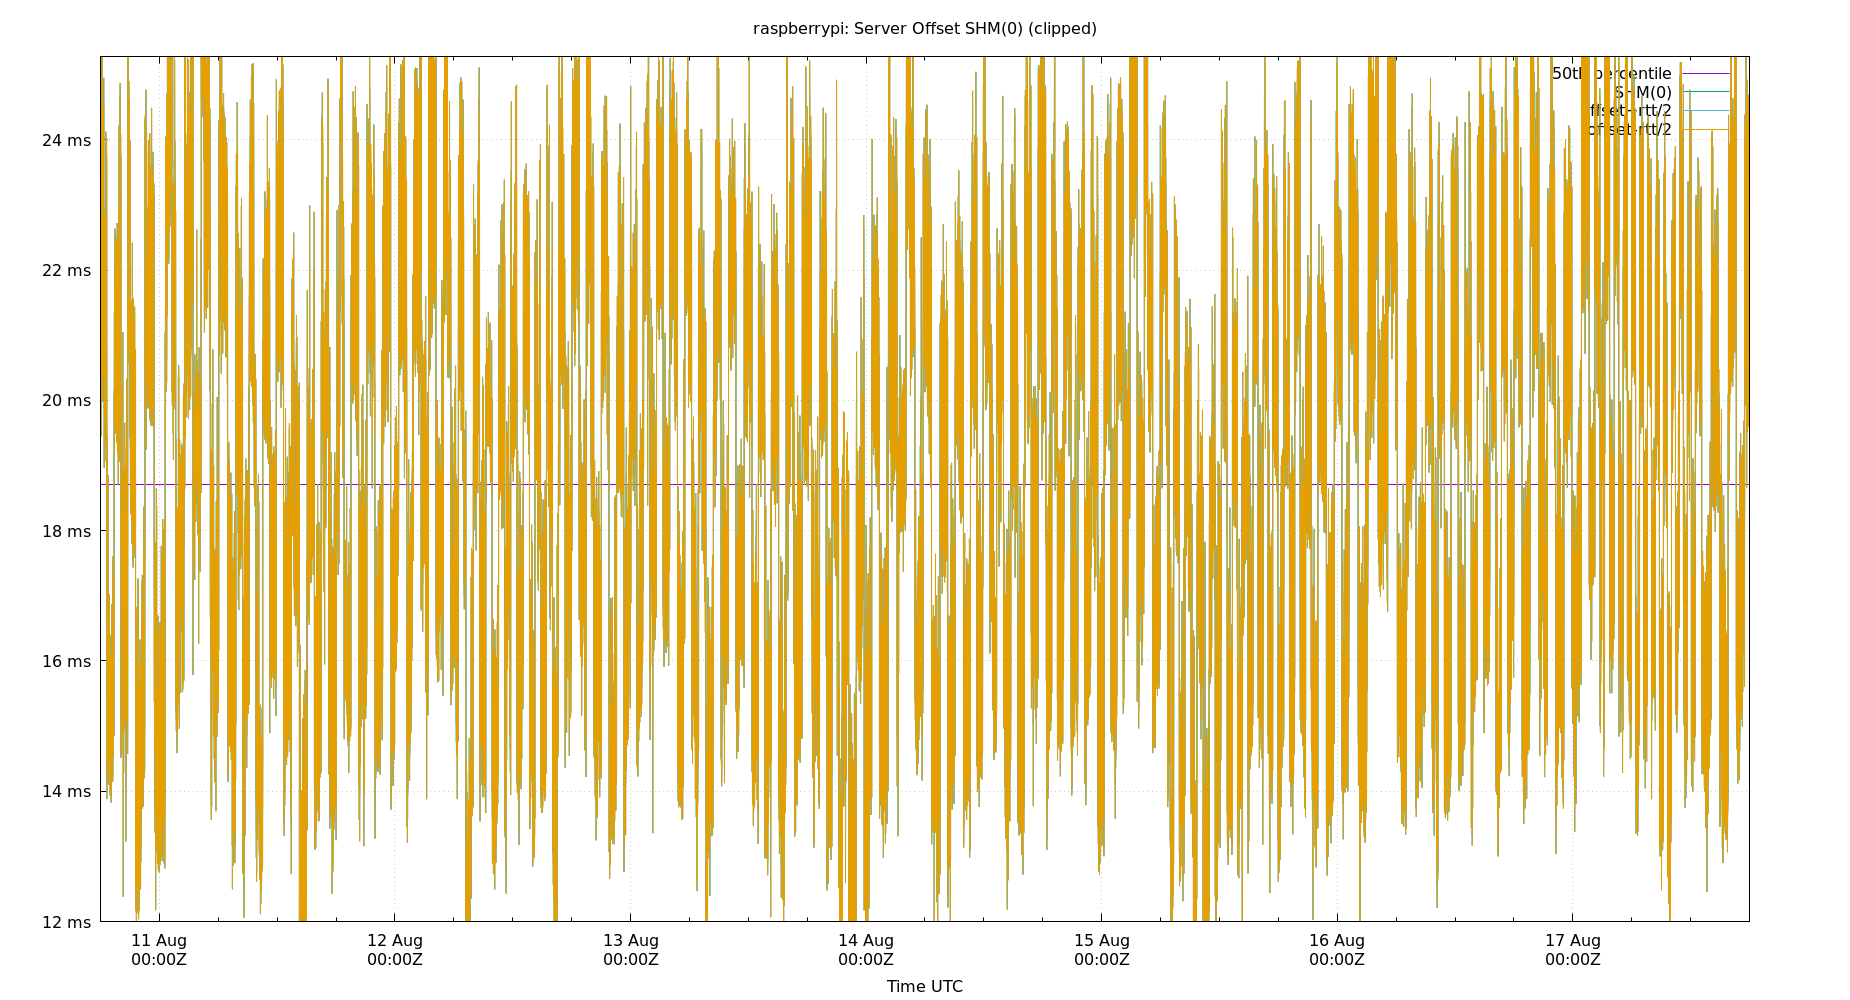 raspberrypi: Server Offset SHM(0) (clipped)
50th percentile
SHM(0)
offset+rtt/2
offset-rtt/2
24 ms
22 ms
20 ms
18 ms
16 ms
14 ms
12 ms
11 Aug
00:00Z
12 Aug
00:00Z
13 Aug
00:00Z
14 Aug
00:00Z
15 Aug
00:00Z
16 Aug
00:00Z
17 Aug
00:00Z
Time UTC